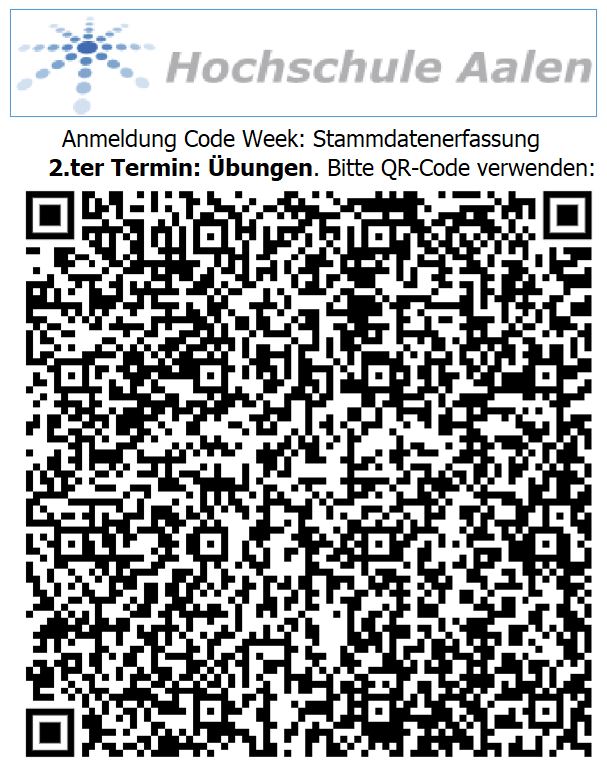 Hochschule Aalen
Anmeldung Code Week: Stammdatenerfassung
2.ter Termin: Übungen. Bitte QR-Code verwenden: